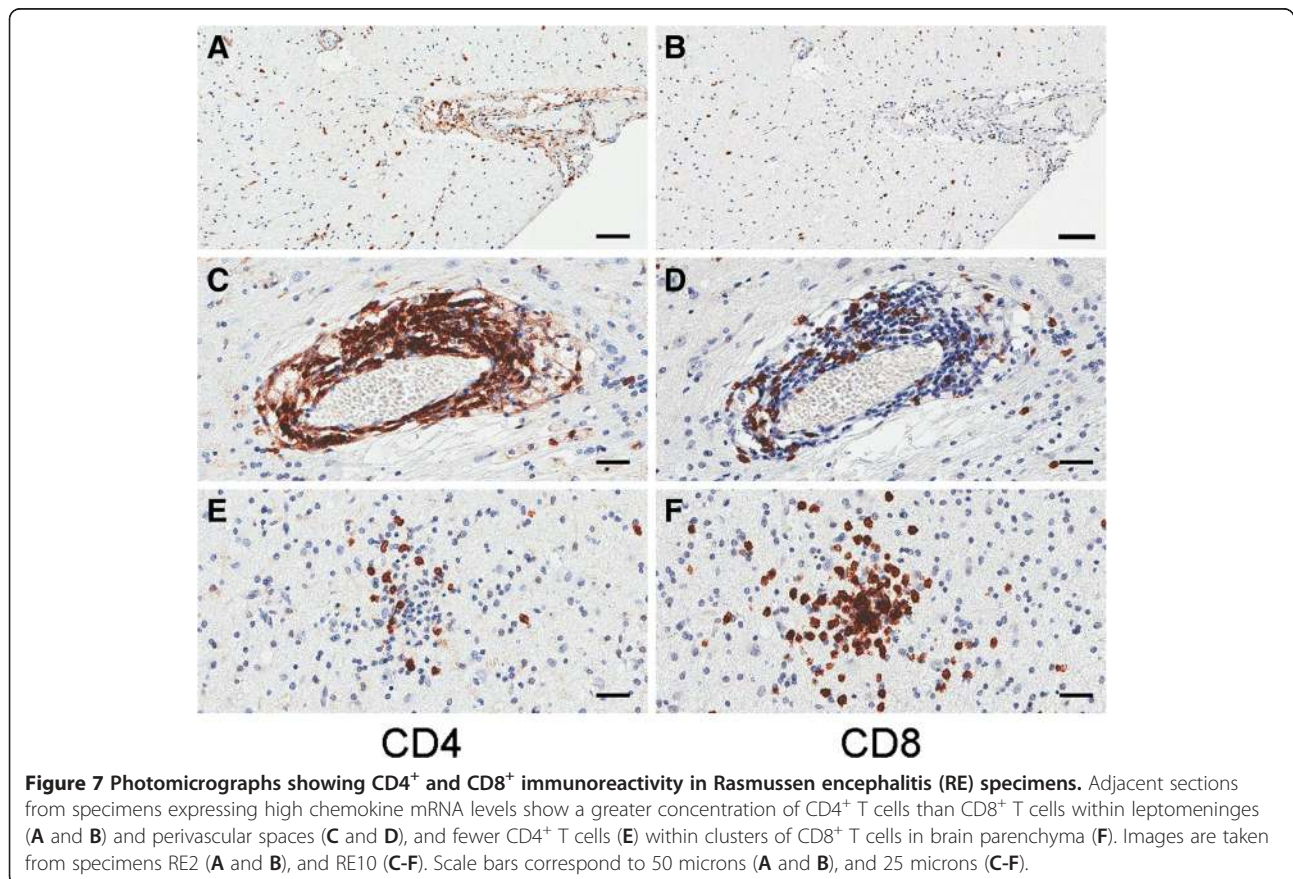 A
B
C
D
E
F
CD4
CD8
Figure 7 Photomicrographs showing CD4⁺ and CD8⁺ immunoreactivity in Rasmussen encephalitis (RE) specimens. Adjacent sections
from specimens expressing high chemokine mRNA levels show a greater concentration of CD4⁺ T cells than CD8⁺ T cells within leptomeninges
(A and B) and perivascular spaces (C and D), and fewer CD4⁺ T cells (E) within clusters of CD8⁺ T cells in brain parenchyma (F). Images are taken
from specimens RE2 (A and B), and RE10 (C-F). Scale bars correspond to 50 microns (A and B), and 25 microns (C-F).